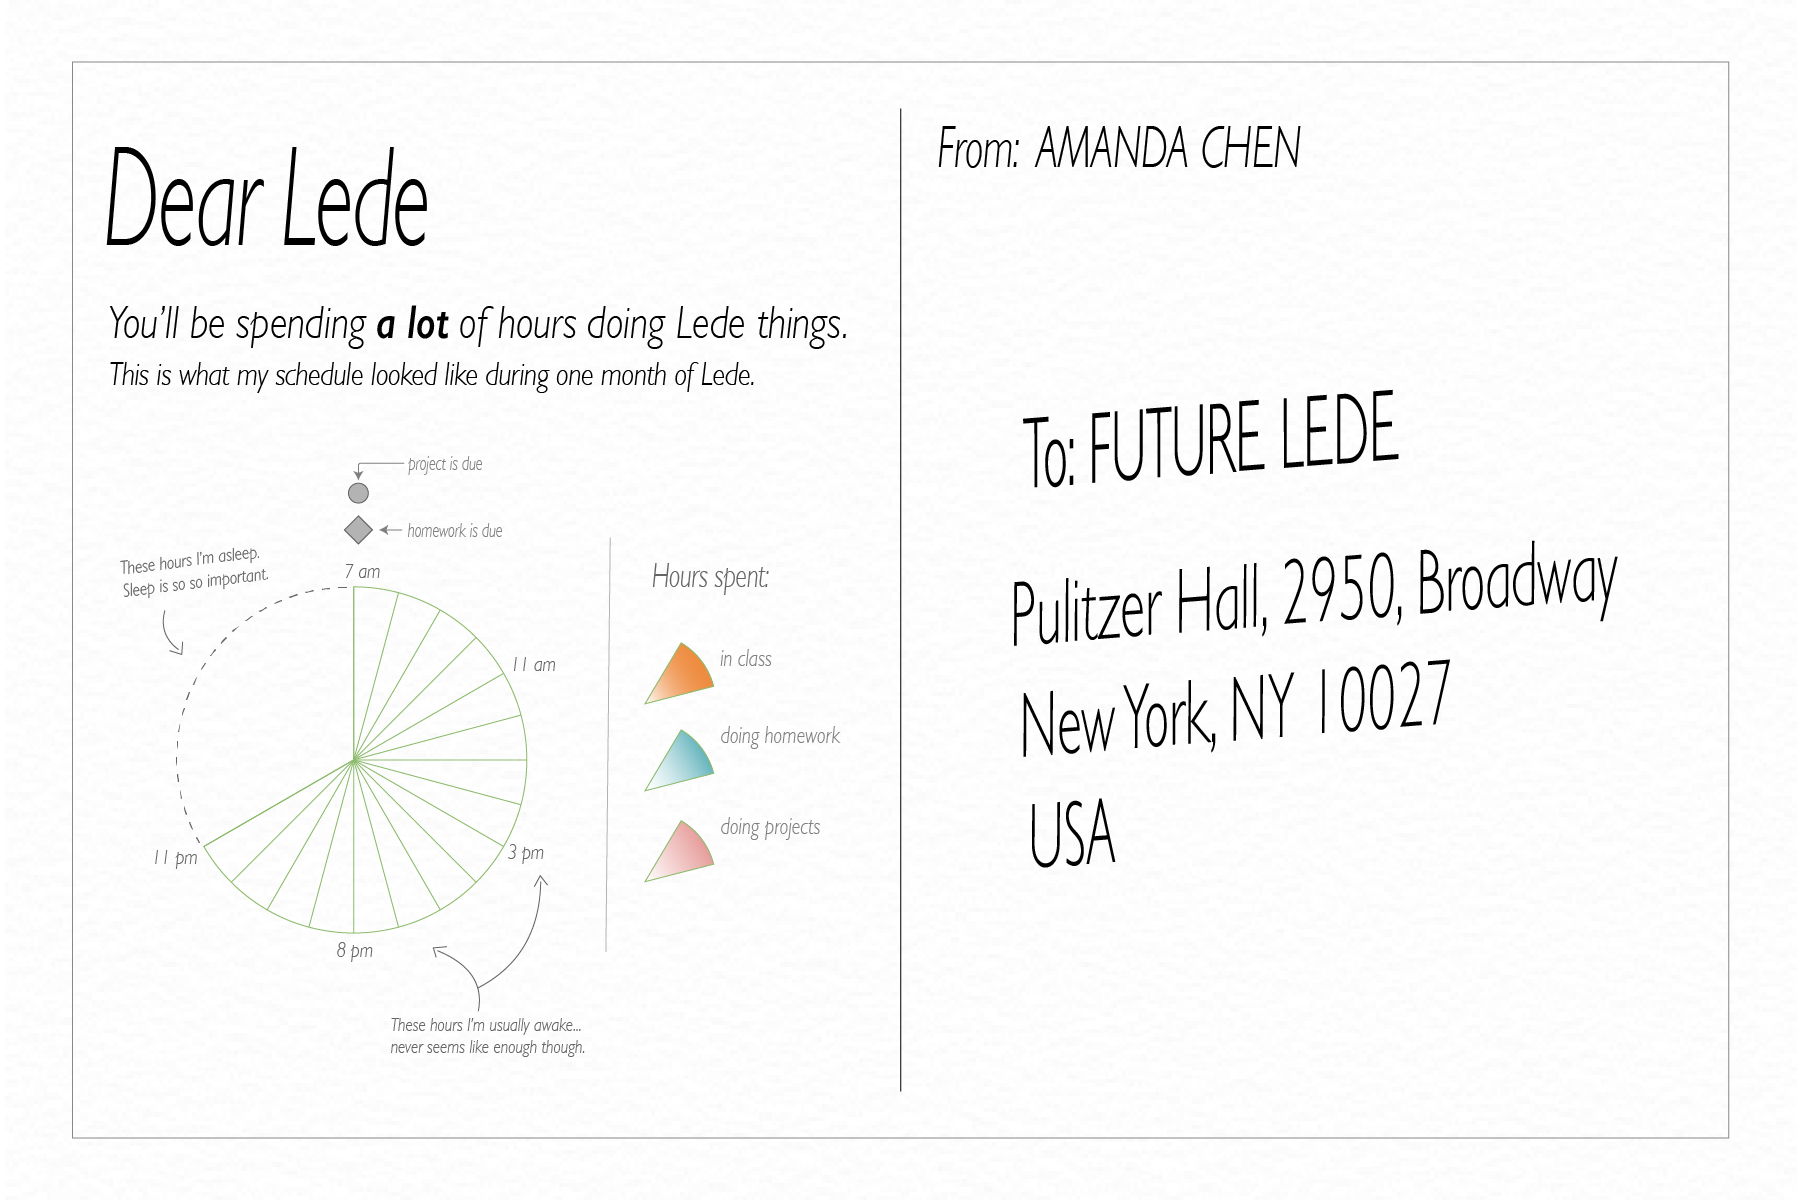 Dear Lede
You'll be spending a lot of hours doing Lede things.
This is what my schedule looked like during one month of Lede.
project is due
homework is due
These hours I'm asleep.
Sleep is so so important.
7 am
11 am
3 pm
8 pm
11 pm
These hours I'm usually awake...
never seems like enough though.
Hours spent:
in class
doing homework
doing projects
From: AMANDA CHEN
To: FUTURE LEDE
Pulitzer Hall, 2950, Broadway
New York, NY 10027
USA